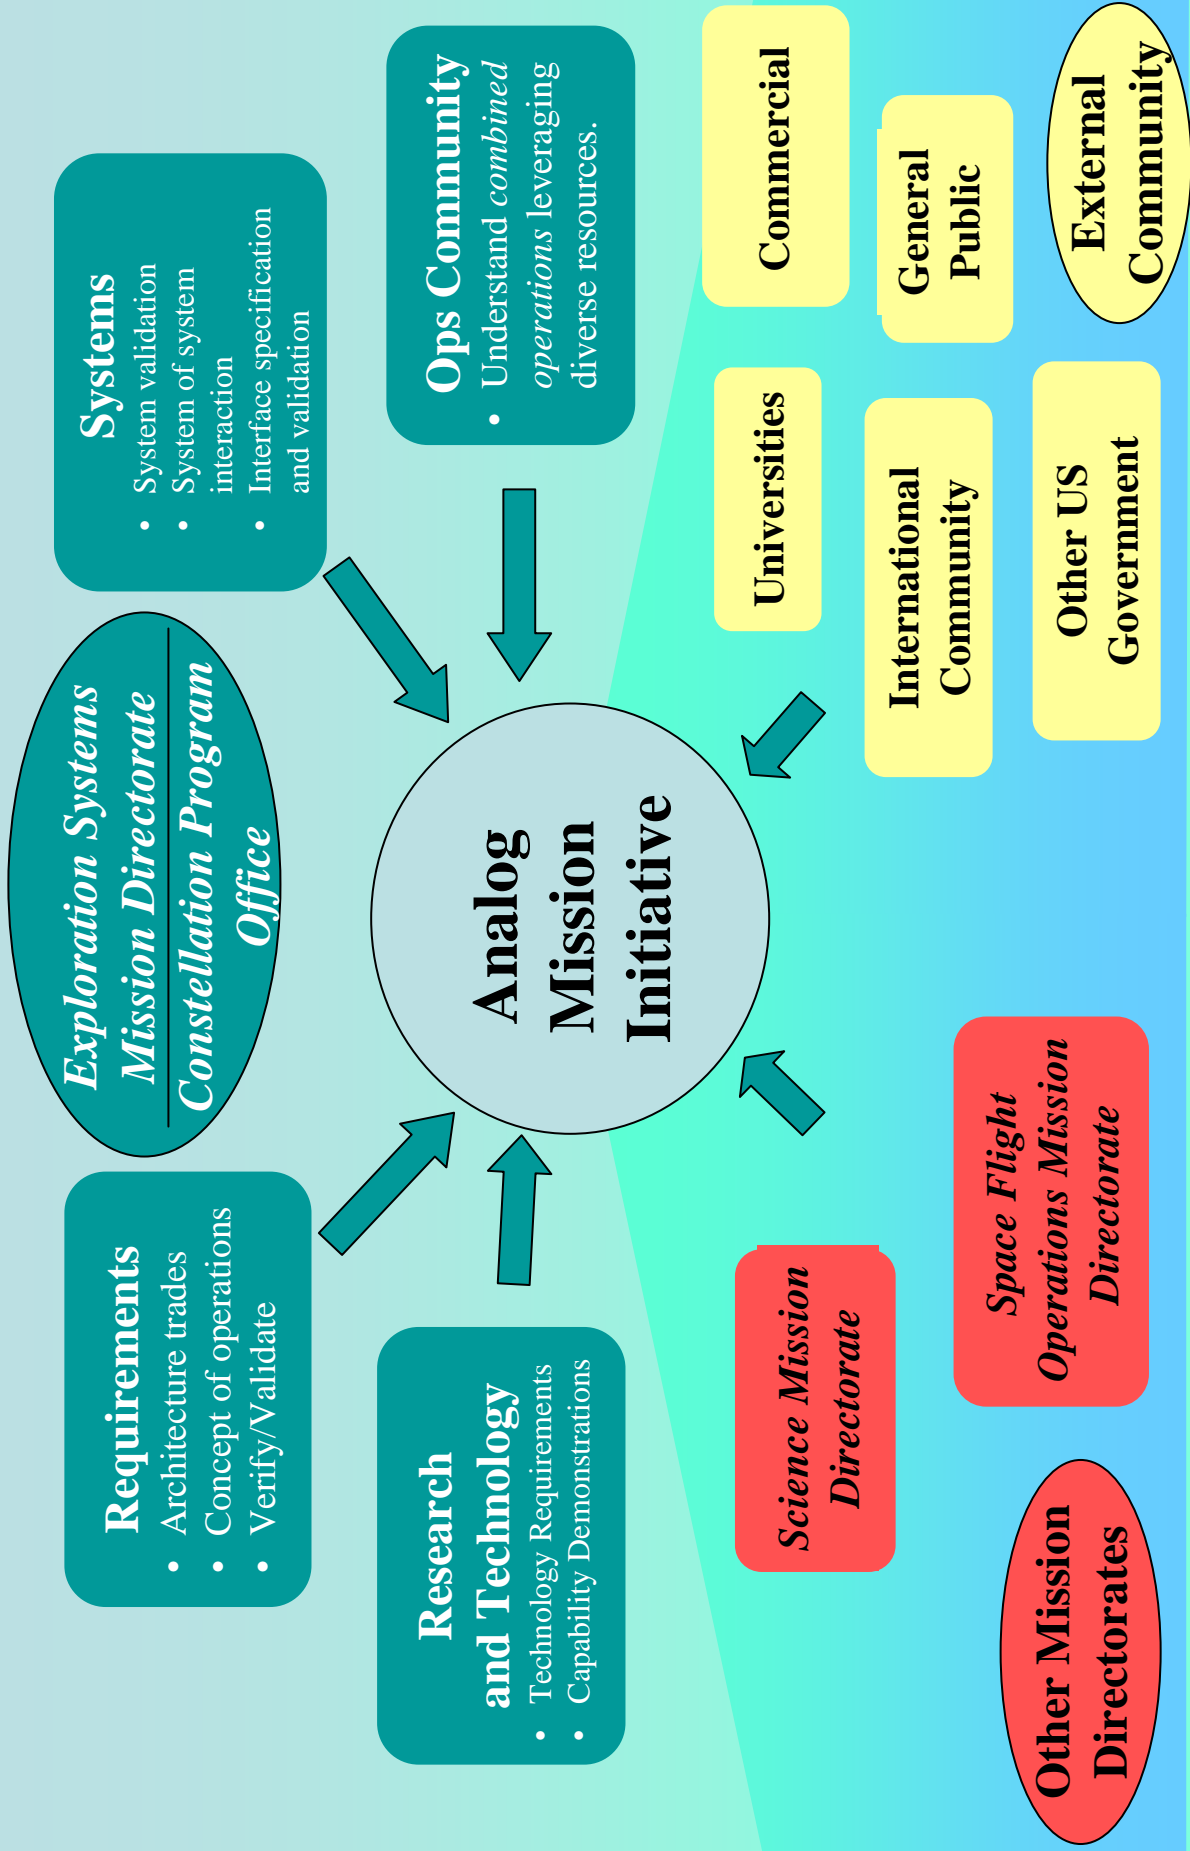 Exploration Systems
Mission Directorate
Constellation Program
Office
Requirements
• Architecture trades
• Concept of operations
• Verify/Validate
Systems
• System validation
• System of system
interaction
• Interface specification
and validation
Research
and Technology
• Technology Requirements
• Capability Demonstrations
Analog
Mission
Initiative
Ops Community
• Understand combined
operations leveraging
diverse resources.
Science Mission
Directorate
Space Flight
Operations Mission
Directorate
Other Mission
Directorates
Universities
Commercial
International
Community
General
Public
Other US
Government
External
Community